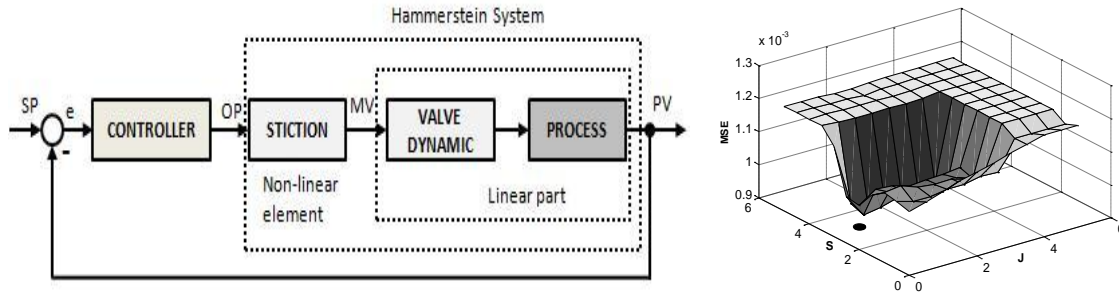 Hammerstein System
SP
e
-
CONTROLLER
OP
STICTION
MV
VALVE
DYNAMIC
PROCESS
PV
Non-linear
element
Linear part
x 10-3
1.3
1.2
1.1
1
0.9
MSE
6
4
2
0
S
0
2
4
6
J